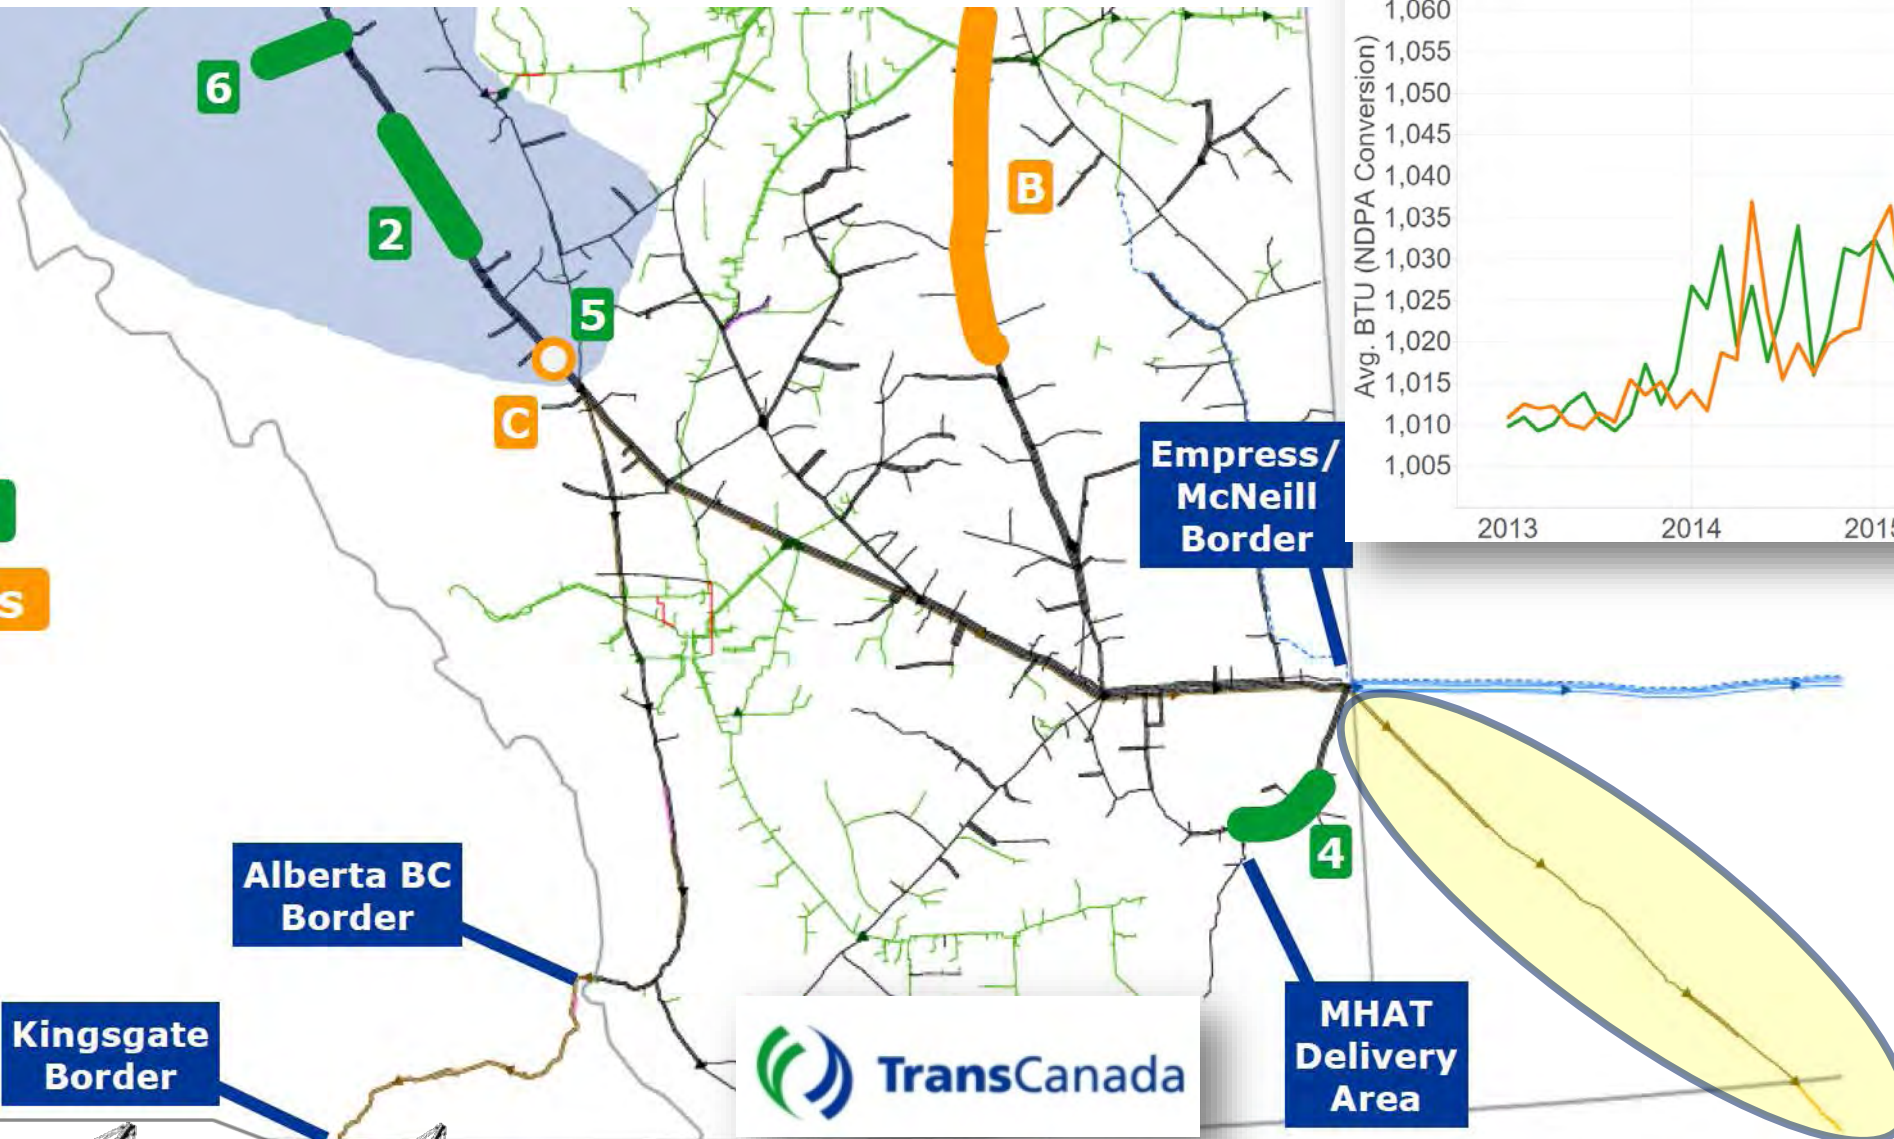 6
2
5
C
B
s
4
Empress/
McNeill
Border
Alberta BC
Border
Kingsgate
Border
MHAT
Delivery
Area
TransCanada
Avg. BTU (NDPA Conversion)
1,060
1,055
1,050
1,045
1,040
1,035
1,030
1,025
1,020
1,015
1,010
1,005
2013
2014
2015